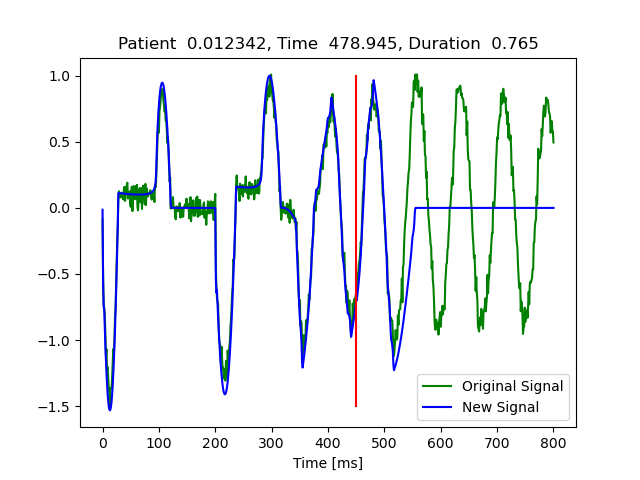 Patient  0.012342, Time  478.945, Duration  0.765
1.0
0.5
0.0
−0.5
−1.0
−1.5
Original Signal
New Signal
0 100 200 300 400 500 600 700 800
Time [ms]